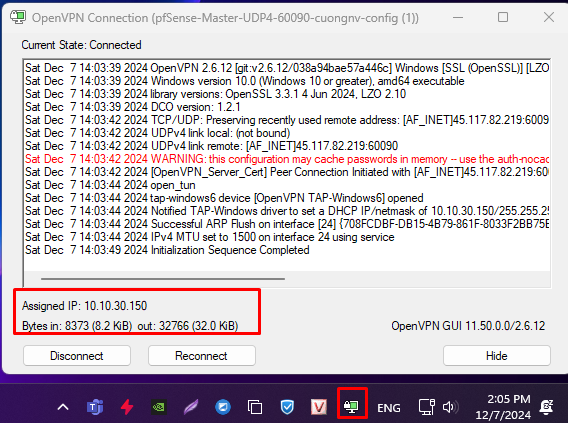 OpenVPN Connection (pfSense-Master-UDP4-60090-cuongnv-config (1))
Current State: Connected
Sat Dec 7 14:03:39 2024 OpenVPN 2.6.12 [git:v2.6.12/038a94bae57a446c] Windows [SSL (OpenSSL)] [LZO
Sat Dec 7 14:03:39 2024 Windows version 10.0 (Windows 10 or greater), amd64 executable
Sat Dec 7 14:03:39 2024 library versions: OpenSSL 3.3.1 4 Jun 2024, LZO 2.10
Sat Dec 7 14:03:39 2024 DCO version: 1.2.1
Sat Dec 7 14:03:42 2024 TCP/UDP: Preserving recently used remote address: [AF_INET]45.117.82.219:6009
Sat Dec 7 14:03:42 2024 UDPv4 link local: (not bound)
Sat Dec 7 14:03:42 2024 UDPv4 link remote: [AF_INET]45.117.82.219:60090
Sat Dec 7 14:03:42 2024 WARNING: this configuration may cache passwords in memory -- use the auth-nocac
Sat Dec 7 14:03:42 2024 [OpenVPN_Server_Cert] Peer Connection Initiated with [AF_INET]45.117.82.219:600
Sat Dec 7 14:03:44 2024 open_tun
Sat Dec 7 14:03:44 2024 tap-windows6 device [OpenVPN TAP-Windows6] opened
Sat Dec 7 14:03:44 2024 Notified TAP-Windows driver to set a DHCP IP/netmask of 10.10.30.150/255.255.25
Sat Dec 7 14:03:44 2024 Successful ARP Flush on interface [24] {708FCDBF-DB15-4B79-861F-8033F2BB75E
Sat Dec 7 14:03:44 2024 IPv4 MTU set to 1500 on interface 24 using service
Sat Dec 7 14:03:49 2024 Initialization Sequence Completed
Assigned IP: 10.10.30.150
Bytes in: 8373 (8.2 KiB) out: 32766 (32.0 KiB)
OpenVPN GUI 11.50.0.0/2.6.12
Disconnect
Reconnect
Hide
ENG
2:05 PM
12/7/2024